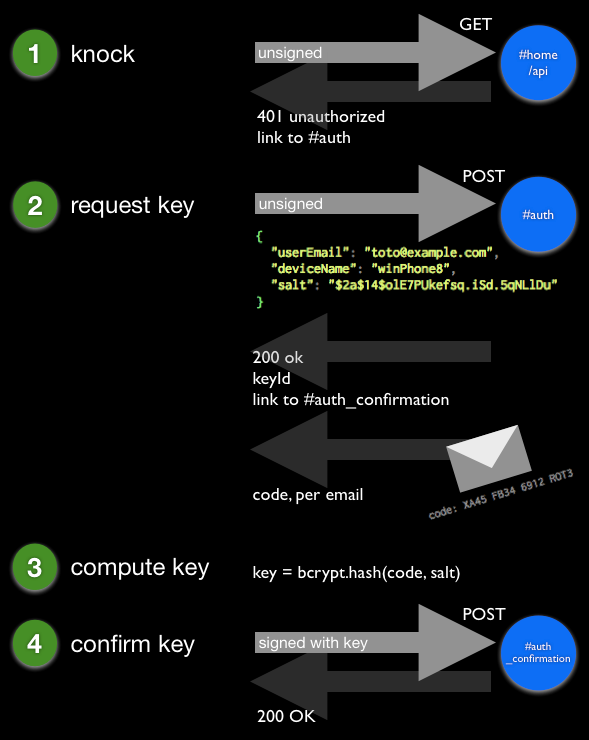 1 knock
GET
unsigned
#home
/api
401 unauthorized
link to #auth
2 request key
POST
unsigned
#auth
{
"userEmail": "toto@example.com",
"deviceName": "winPhone8",
"salt": "$2a$14$olE7PUkefsq.iSd.5qNLlDu"
}
200 ok
keyId
link to #auth_confirmation
code, per email
code: XA45 FB34 6912 ROT3
3 compute key
key = bcrypt.hash(code, salt)
4 confirm key
POST
signed with key
#auth
_confirmation
200 OK